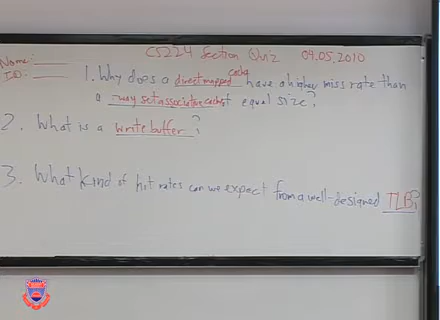 CS224 Section Quiz 09.05.2010
Name:
ID:
1. Why does a direct mapped cache have a higher miss rate than
a way set associative cache of equal size?
2. What is a write buffer?
3. What kind of hit rates can we expect from a well-designed TLB?